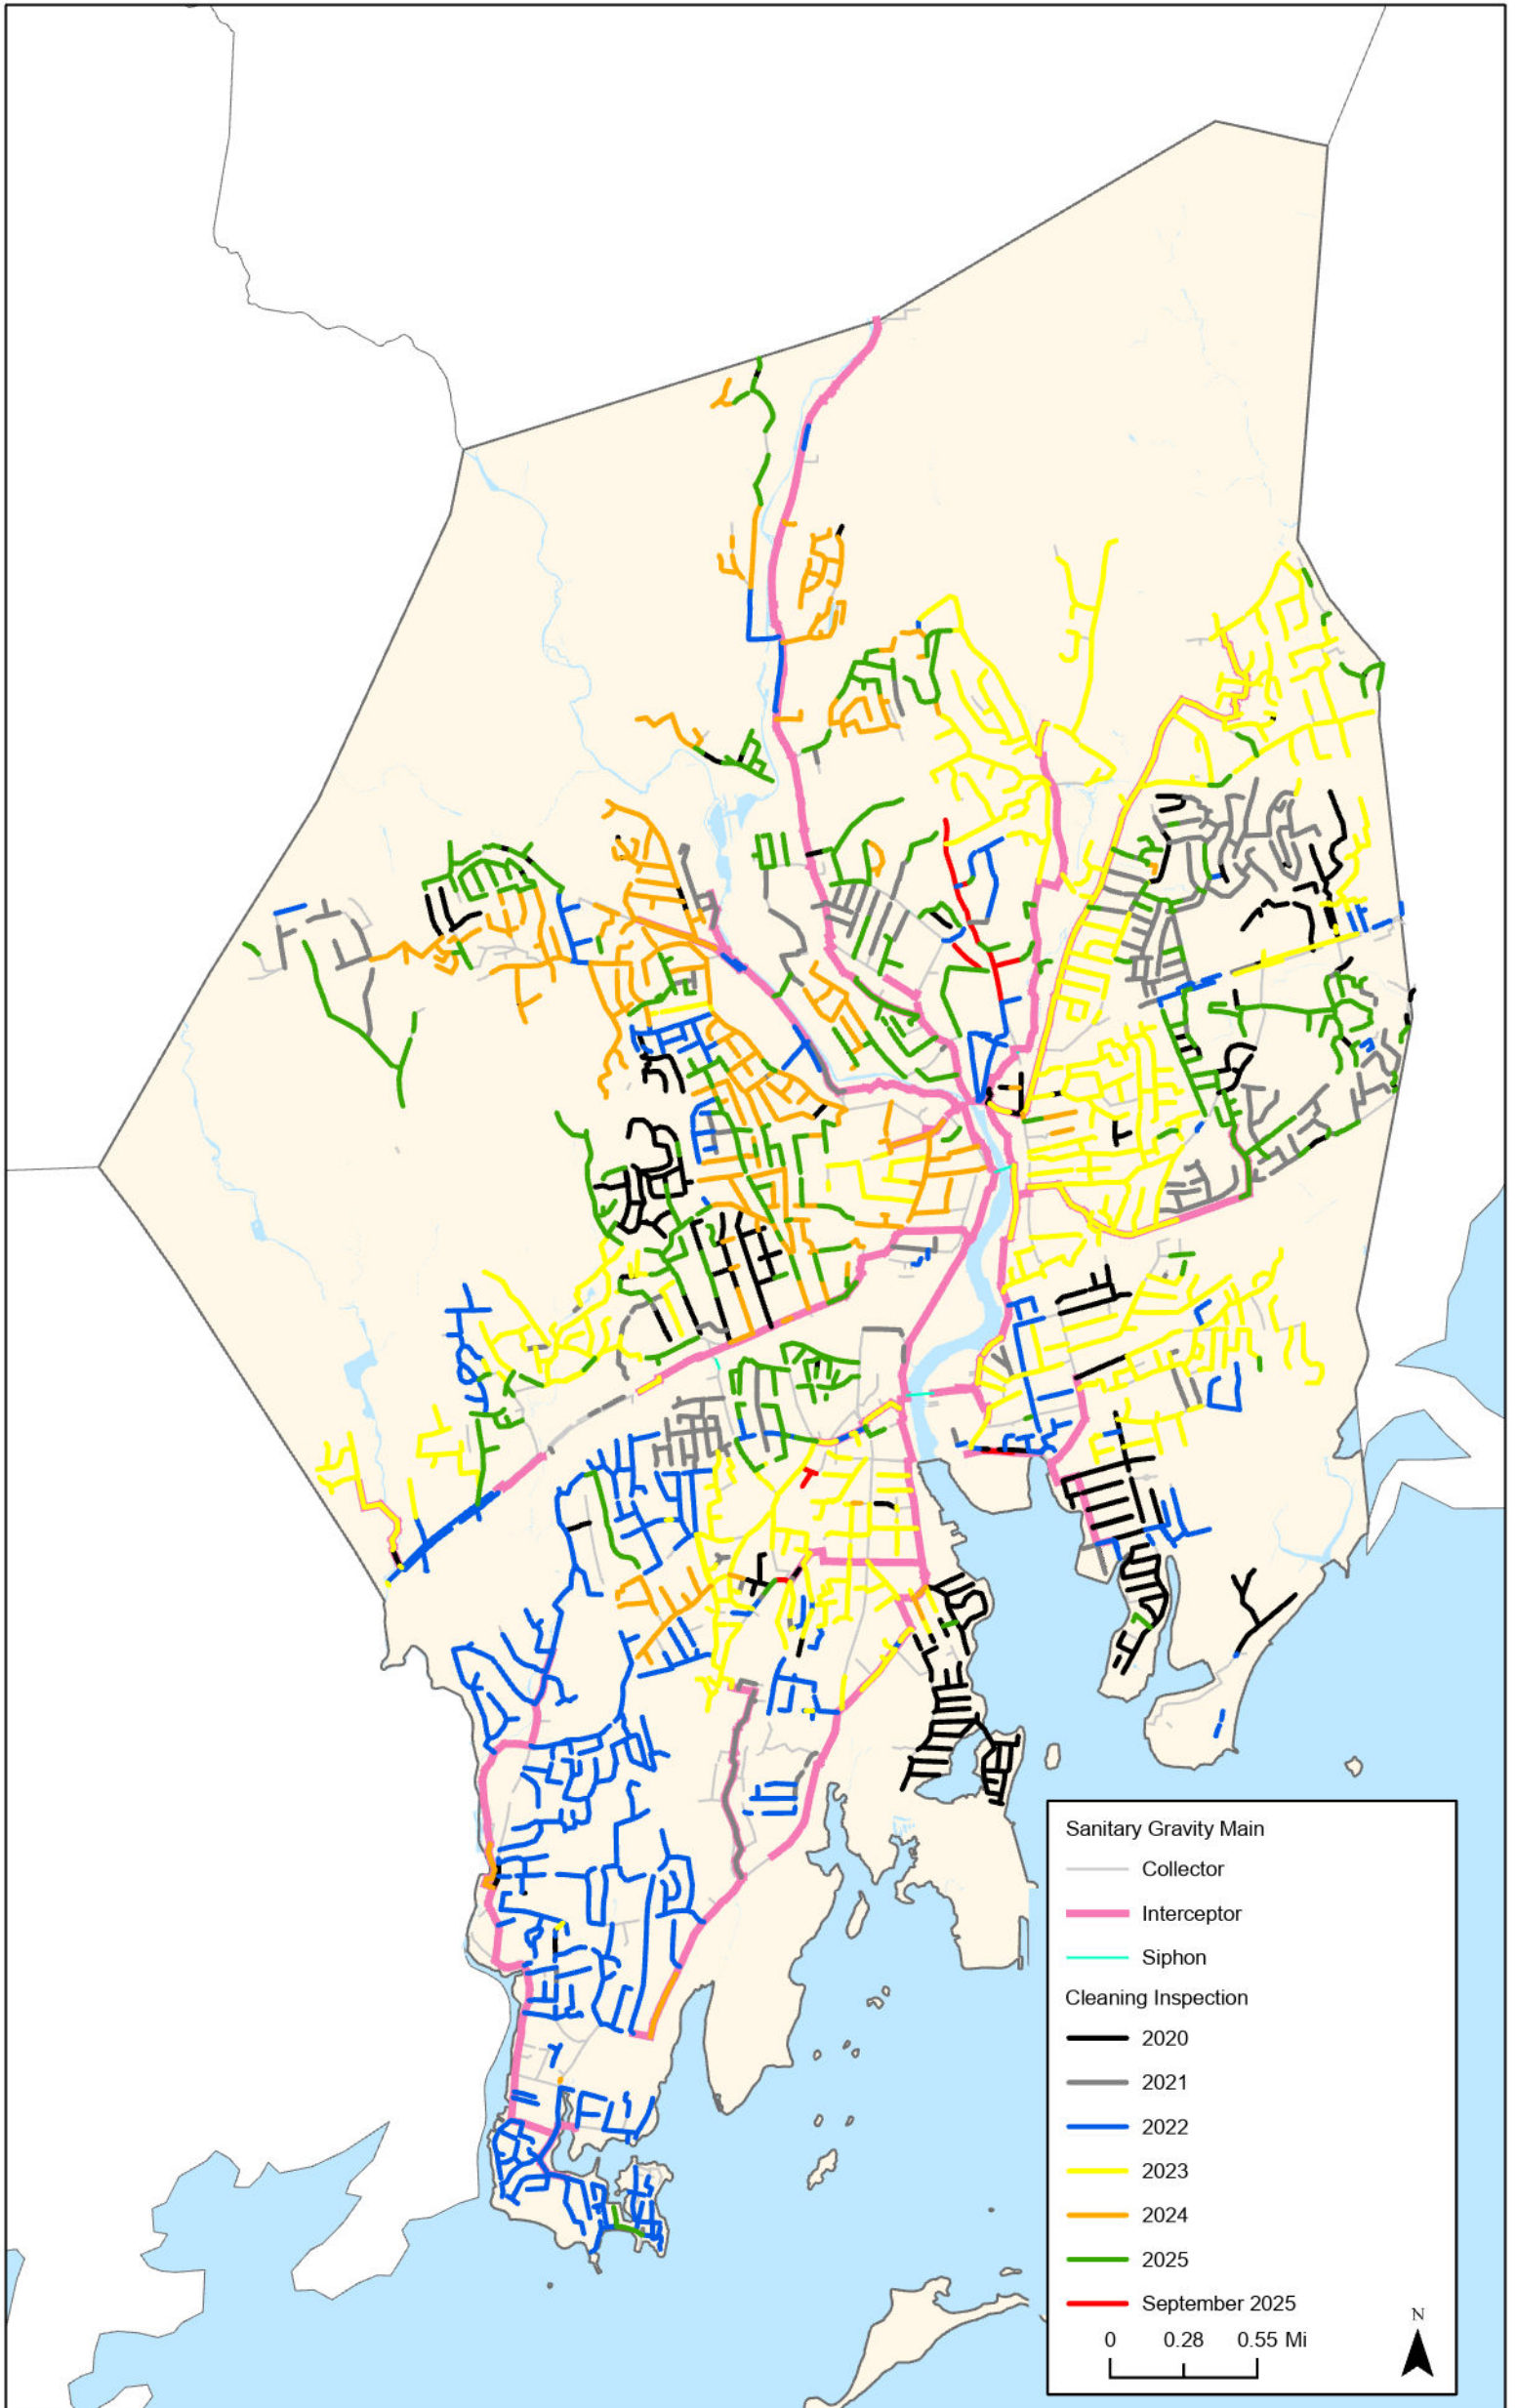 Sanitary Gravity Main
Collector
Interceptor
Siphon
Cleaning Inspection
2020
2021
2022
2023
2024
2025
September 2025
0 0.28 0.55 Mi
N